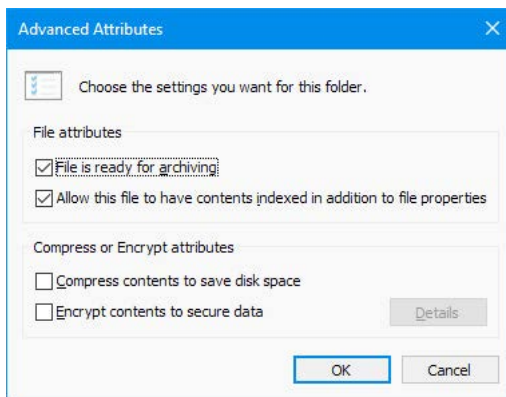 Advanced Attributes
Choose the settings you want for this folder.
File attributes
File is ready for archiving
Allow this file to have contents indexed in addition to file properties
Compress or Encrypt attributes
Compress contents to save disk space
Encrypt contents to secure data
Details
OK
Cancel